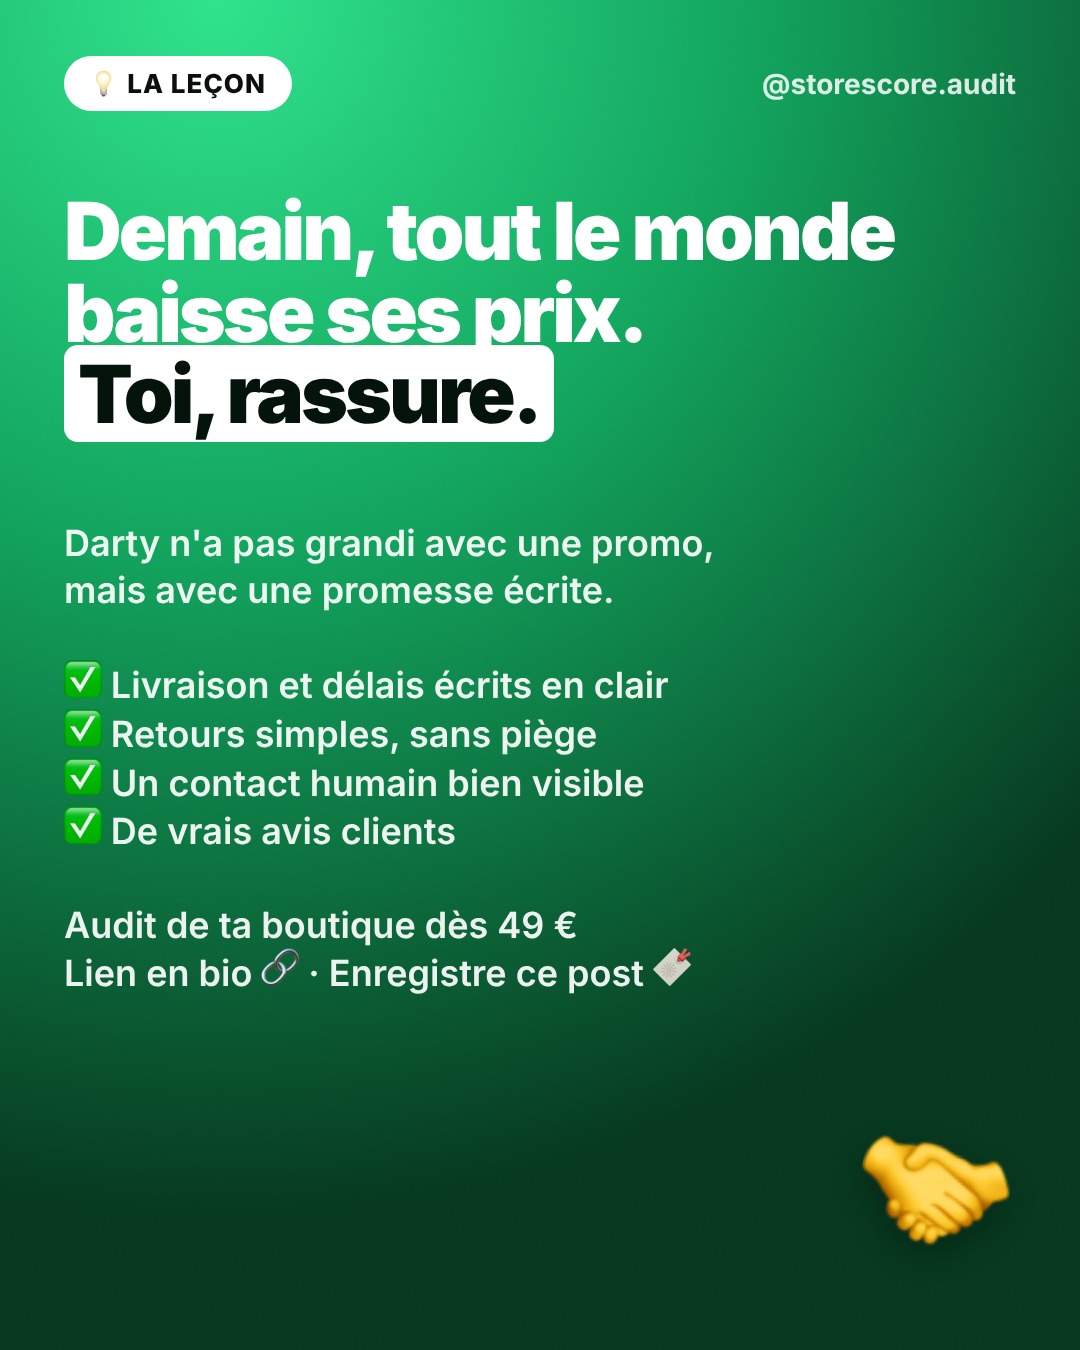 💡 LA LEÇON
@storescore.audit
Demain, tout le monde
baisse ses prix.
Toi, rassure.
Darty n'a pas grandi avec une promo,
mais avec une promesse écrite.
✅ Livraison et délais écrits en clair
✅ Retours simples, sans piège
✅ Un contact humain bien visible
✅ De vrais avis clients
Audit de ta boutique dès 49 €
Lien en bio 🔗 · Enregistre ce post 🔖